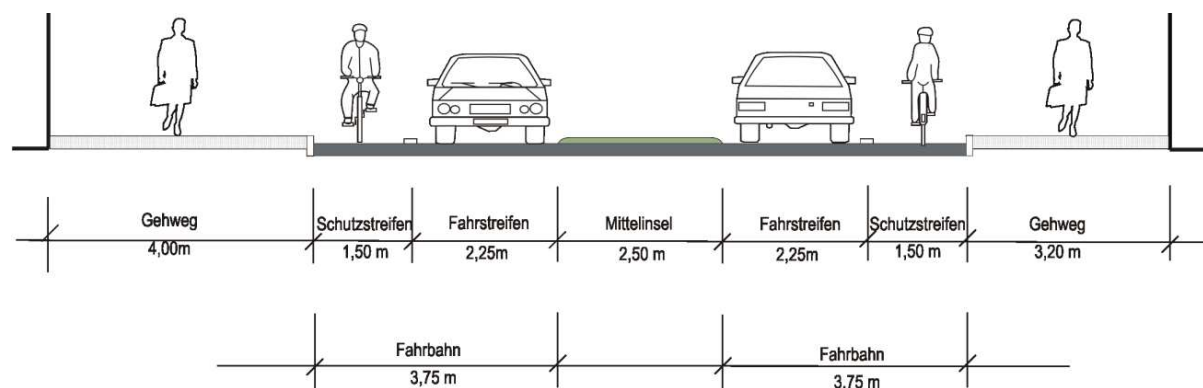 Gehweg Schutzstreifen Fahrstreifen Mittelinsel Fahrstreifen Schutzstreifen Gehweg
4,00m 1,50 m 2,25m 2,50 m 2,25m 1,50 m 3,20 m
Fahrbahn Fahrbahn
3,75 m 3,75 m